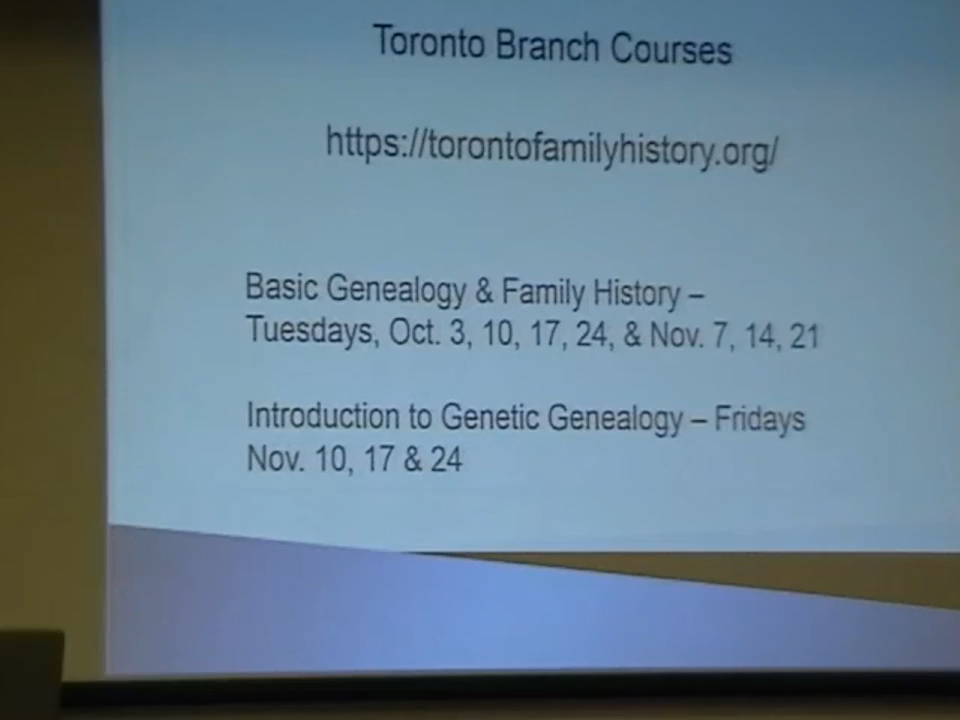 Toronto Branch Courses
https://torontofamilyhistory.org/
Basic Genealogy & Family History –
Tuesdays, Oct. 3, 10, 17, 24, & Nov. 7, 14, 21
Introduction to Genetic Genealogy – Fridays
Nov. 10, 17 & 24